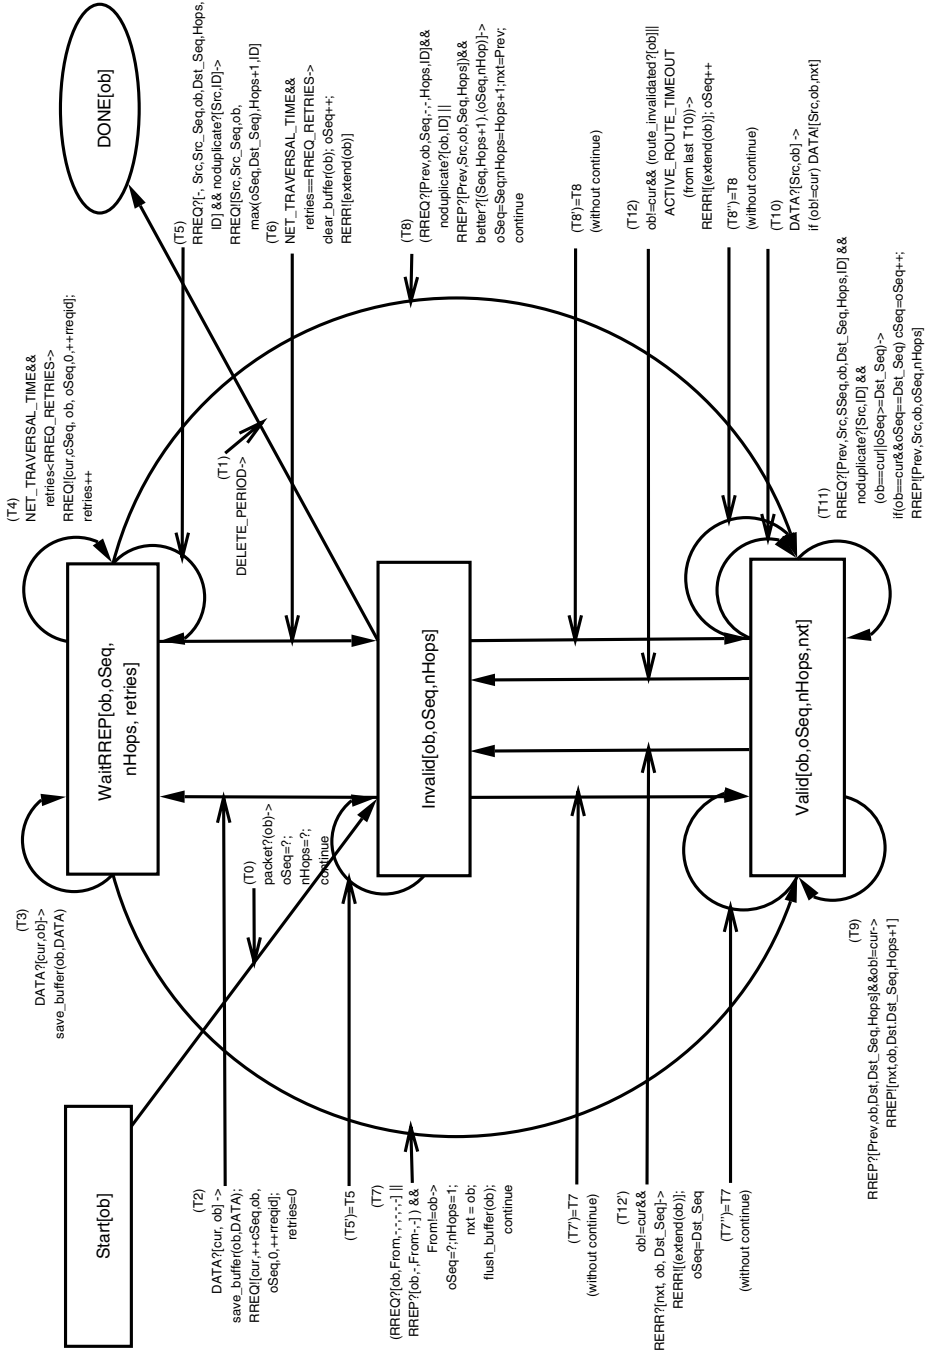 Start[ob]
DONE[ob]
WaitRREP[ob,oSeq,
nHops, retries]
Invalid[ob,oSeq,nHops]
Valid[ob,oSeq,nHops,nxt]
(T3)
DATA?[cur,ob]->
save_buffer(ob,DATA)
(T4)
NET_TRAVERSAL_TIME&&
retries<RREQ_RETRIES->
RREQ![cur,cSeq, ob, oSeq,0,++rreqid];
retries++
(T5)
RREQ?[-, Src,Src_Seq,ob,Dst_Seq,Hops,
ID] && noduplicate?[Src,ID]->
RREQ![Src,Src_Seq,ob,
max(oSeq,Dst_Seq),Hops+1,ID]
(T6)
NET_TRAVERSAL_TIME&&
retries==RREQ_RETRIES->
clear_buffer(ob); oSeq++;
RERR![extend(ob)]
(T1)
DELETE_PERIOD->
(T2)
DATA?[cur, ob] ->
save_buffer(ob,DATA);
RREQ![cur,++cSeq,ob,
oSeq,0,++rreqid];
retries=0
(T0)
packet?(ob)->
oSeq=?;
nHops=?;
continue
(T5')=T5
(T7)
(RREQ?[ob,From,-,-,-,-,-] ||
RREP?[ob,-,From-,-] ) &&
From!=ob->
oSeq=?;nHops=1;
nxt = ob;
flush_buffer(ob);
continue
(T8)
(RREQ?[Prev,ob,Seq,-,-,Hops,ID]&&
noduplicate?[ob,ID] ||
RREP?[Prev,Src,ob,Seq,Hops])&&
better?[(Seq,Hops+1),(oSeq,nHop)]->
oSeq=Seq;nHops=Hops+1;nxt=Prev;
continue
(T7')=T7
(without continue)
(T8')=T8
(without continue)
(T12')
ob!=cur&&
RERR?[nxt, ob, Dst_Seq]->
RERR![(extend(ob)];
oSeq=Dst_Seq
(T12)
ob!=cur&& (route_invalidated?[ob]||
ACTIVE_ROUTE_TIMEOUT
(from last T10))->
RERR![(extend(ob)]; oSeq++
(T7'')=T7
(without continue)
(T8'')=T8
(without continue)
(T10)
DATA?[Src,ob] ->
if (ob!=cur) DATA![Src,ob,nxt]
(T9)
RREP?[Prev,ob,Dst,Dst_Seq,Hops]&&ob!=cur->
RREP![nxt,ob,Dst.Dst_Seq,Hops+1]
(T11)
RREQ?[Prev,Src,SSeq,ob,Dst_Seq,Hops,ID] &&
noduplicate?[Src,ID] &&
(ob==cur||oSeq>=Dst_Seq)->
if(ob==cur&&oSeq==Dst_Seq) cSeq=oSeq++;
RREP![Prev,Src,ob,oSeq,nHops]